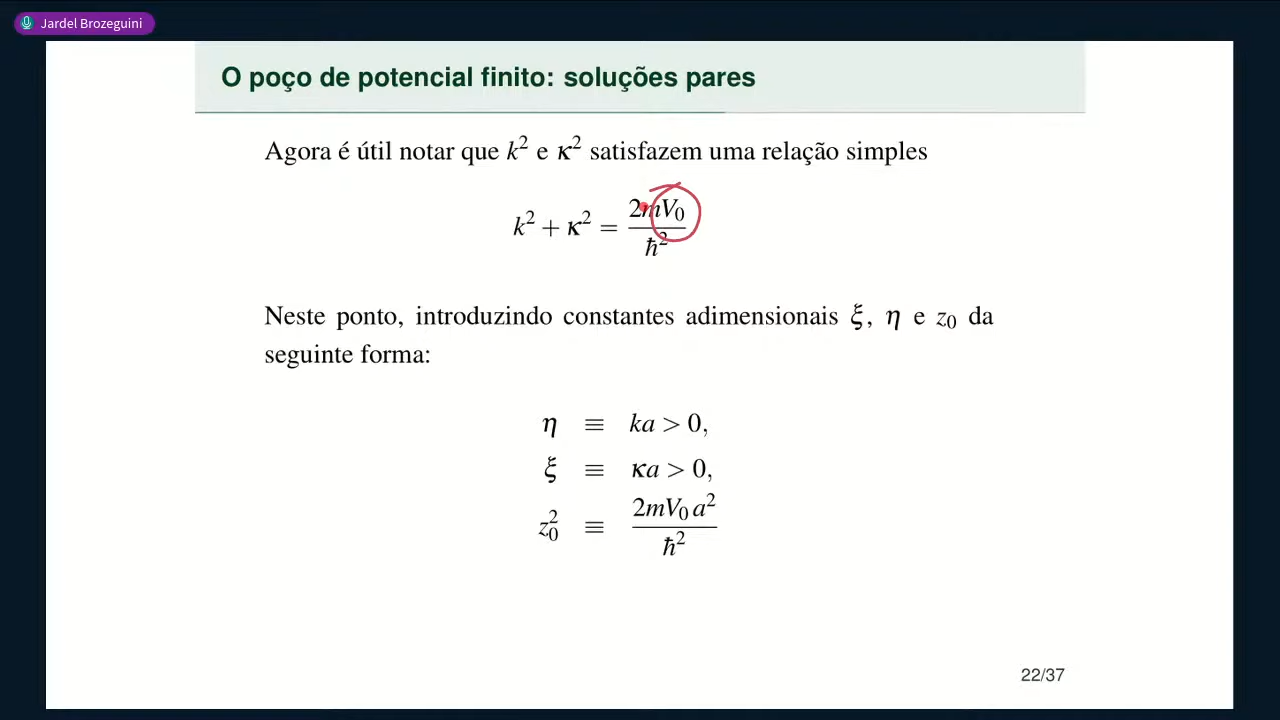 Jardel Brozeguini
O poço de potencial finito: soluções pares
Agora é útil notar que k² e κ² satisfazem uma relação simples
k² + κ² = 2mV₀ / ħ²
Neste ponto, introduzindo constantes adimensionais ξ, η e z₀ da
seguinte forma:
η ≡ ka > 0,
ξ ≡ κa > 0,
z₀² ≡ 2mV₀ a² / ħ²
22/37